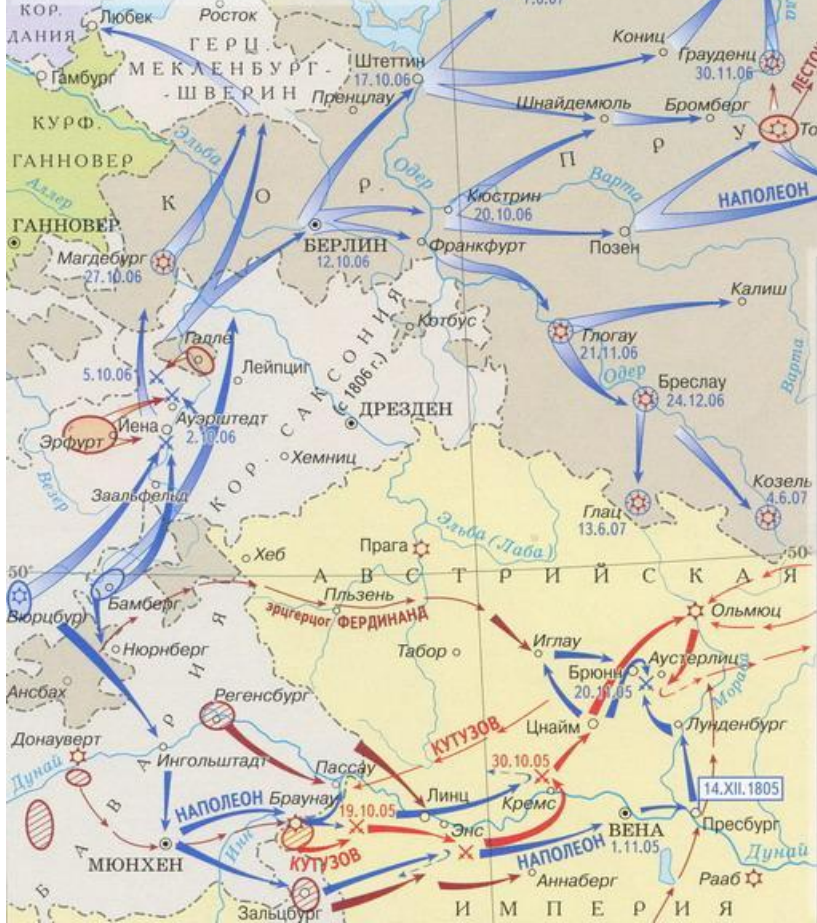 КОР.
ДАНИЯ
Любек
Росток
Гамбург
ГЕРЦ.
МЕКЛЕНБУРГ-
ШВЕРИН
Штеттин
17.10.06
Пренцлау
Кониц
Грауденц
30.11.06
ЛЕСТОК
Шнайдемюль
Бромберг
КУРФ.
ГАННОВЕР
Эльба
Аллер
ГАННОВЕР
КОР.
ПРУ
Одер
Варта
НАПОЛЕОН
Кюстрин
20.10.06
БЕРЛИН
12.10.06
Франкфурт
Позен
Магдебург
27.10.06
Калиш
Котбус
Глогау
21.11.06
Галле
5.10.06
Лейпциг
КОР. САКСОНИЯ
(с 1806 г.)
Одер
Варта
Бреслау
24.12.06
Ауэрштедт
Йена
2.10.06
Эрфурт
ДРЕЗДЕН
Хемниц
Везер
Заальфельд
Глац
13.6.07
Козель
4.6.07
Эльба (Лаба)
Прага
Хеб
50°
50°
АВСТРИЙСКАЯ
Вюрцбург
Бамберг
Пльзень
эрцгерцог ФЕРДИНАНД
Ольмюц
Нюрнберг
Табор
Иглау
Брюнн
20.11.05
Аустерлиц
Морава
Ансбах
Регенсбург
КУТУЗОВ
Цнайм
Лунденбург
Донауверт
Дунай
Ингольштадт
Пассау
30.10.05
14.XII.1805
БАВАРИЯ
НАПОЛЕОН
Браунау
19.10.05
Линц
Кремс
Энс
ВЕНА
1.11.05
Пресбург
МЮНХЕН
Инн
КУТУЗОВ
НАПОЛЕОН
Дунай
Зальцбург
Аннаберг
Рааб
ИМПЕРИЯ